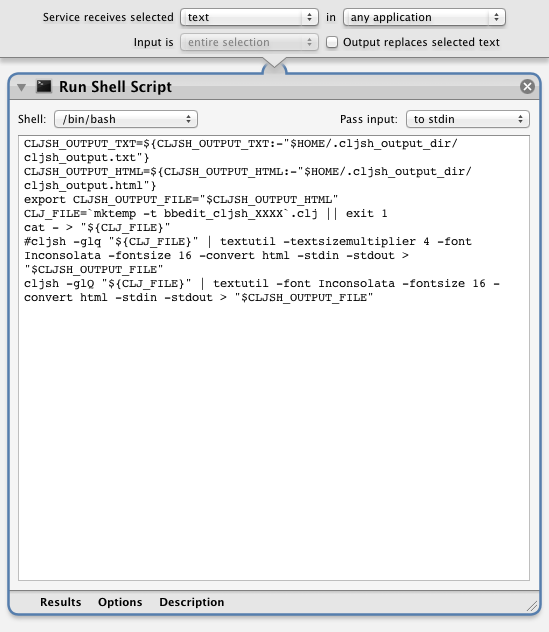 Service receives selected text in any application
Input is entire selection Output replaces selected text
Run Shell Script
Shell: /bin/bash Pass input: to stdin
CLJSH_OUTPUT_TXT=${CLJSH_OUTPUT_TXT:-"$HOME/.cljsh_output_dir/
cljsh_output.txt"}
CLJSH_OUTPUT_HTML=${CLJSH_OUTPUT_HTML:-"$HOME/.cljsh_output_dir/
cljsh_output.html"}
export CLJSH_OUTPUT_FILE="$CLJSH_OUTPUT_HTML"
CLJ_FILE=`mktemp -t bbedit_cljsh_XXXX`.clj || exit 1
cat - > "${CLJ_FILE}"
#cljsh -glq "${CLJ_FILE}" | textutil -textsizemultiplier 4 -font
Inconsolata -fontsize 16 -convert html -stdin -stdout >
"$CLJSH_OUTPUT_FILE"
cljsh -glQ "${CLJ_FILE}" | textutil -font Inconsolata -fontsize 16 -
convert html -stdin -stdout > "$CLJSH_OUTPUT_FILE"
Results Options Description